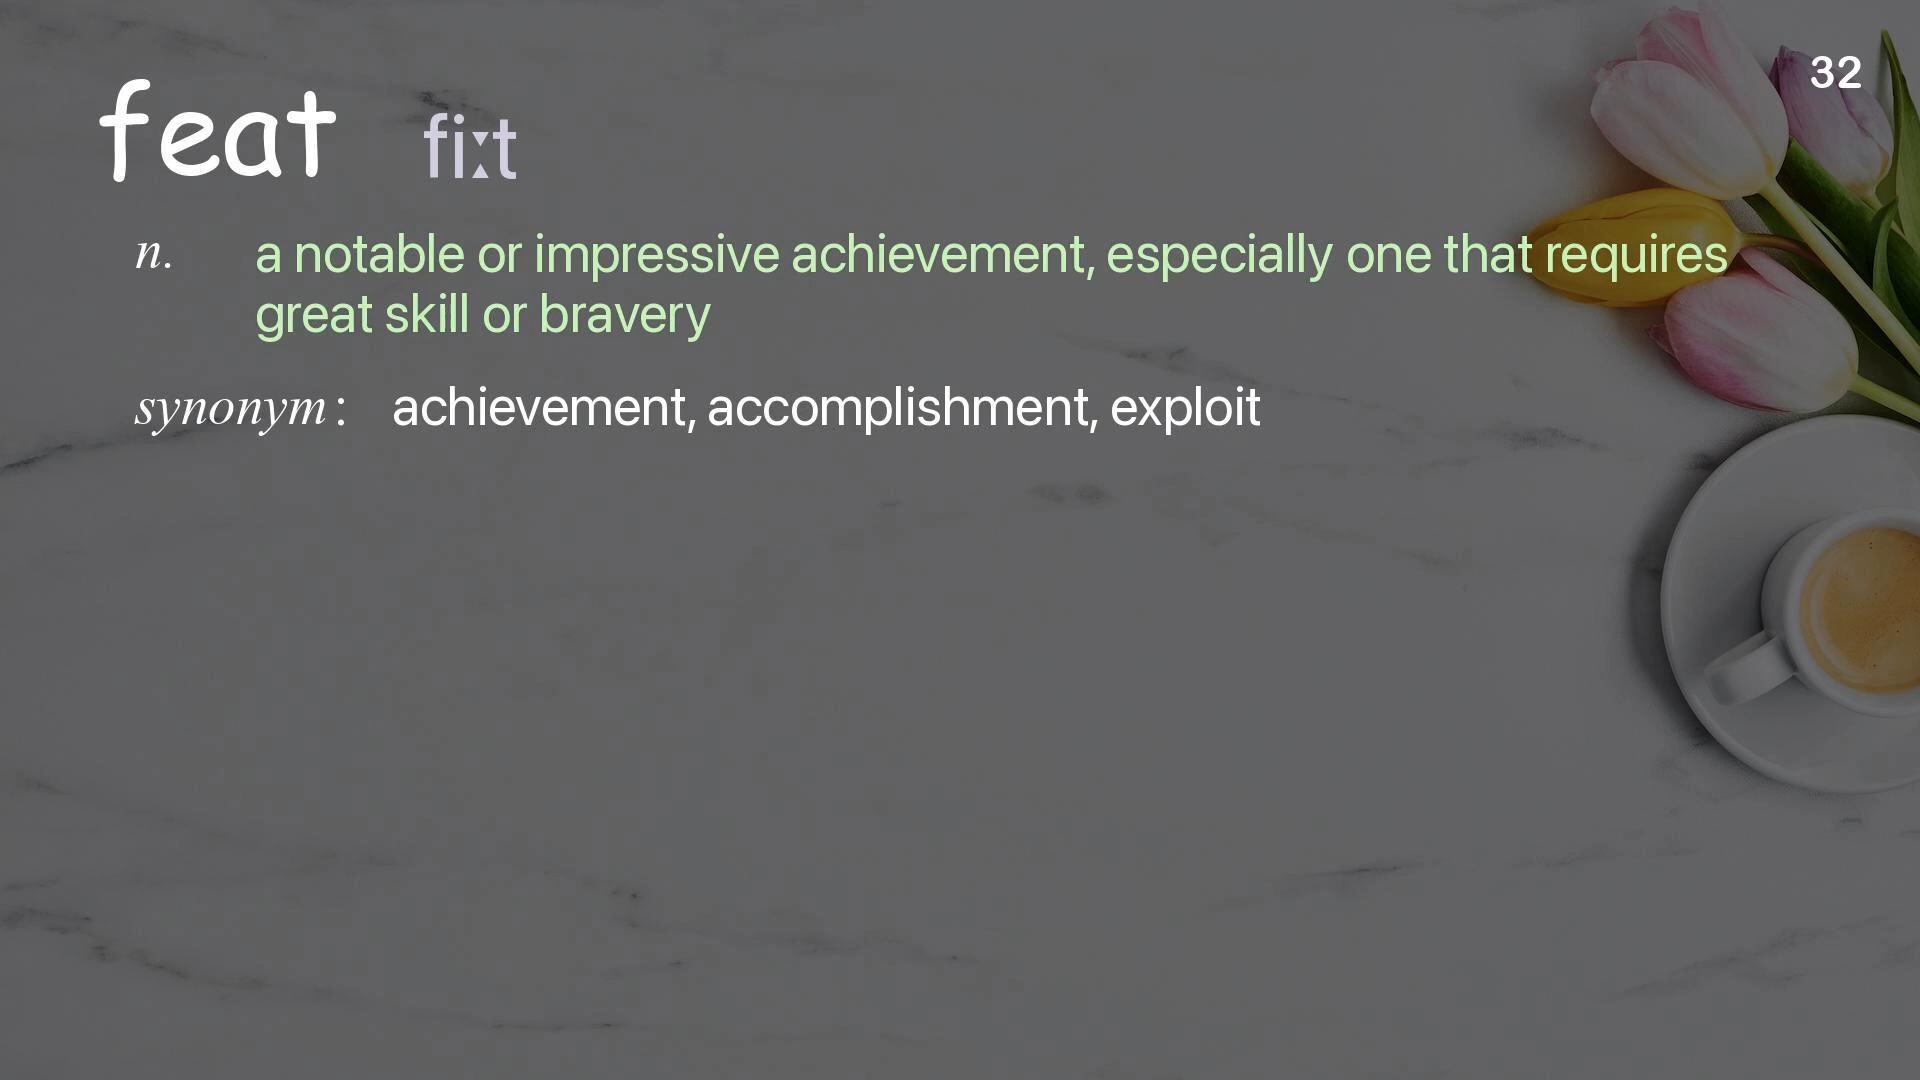 32
feat fiːt
n. a notable or impressive achievement, especially one that requires
great skill or bravery
synonym: achievement, accomplishment, exploit